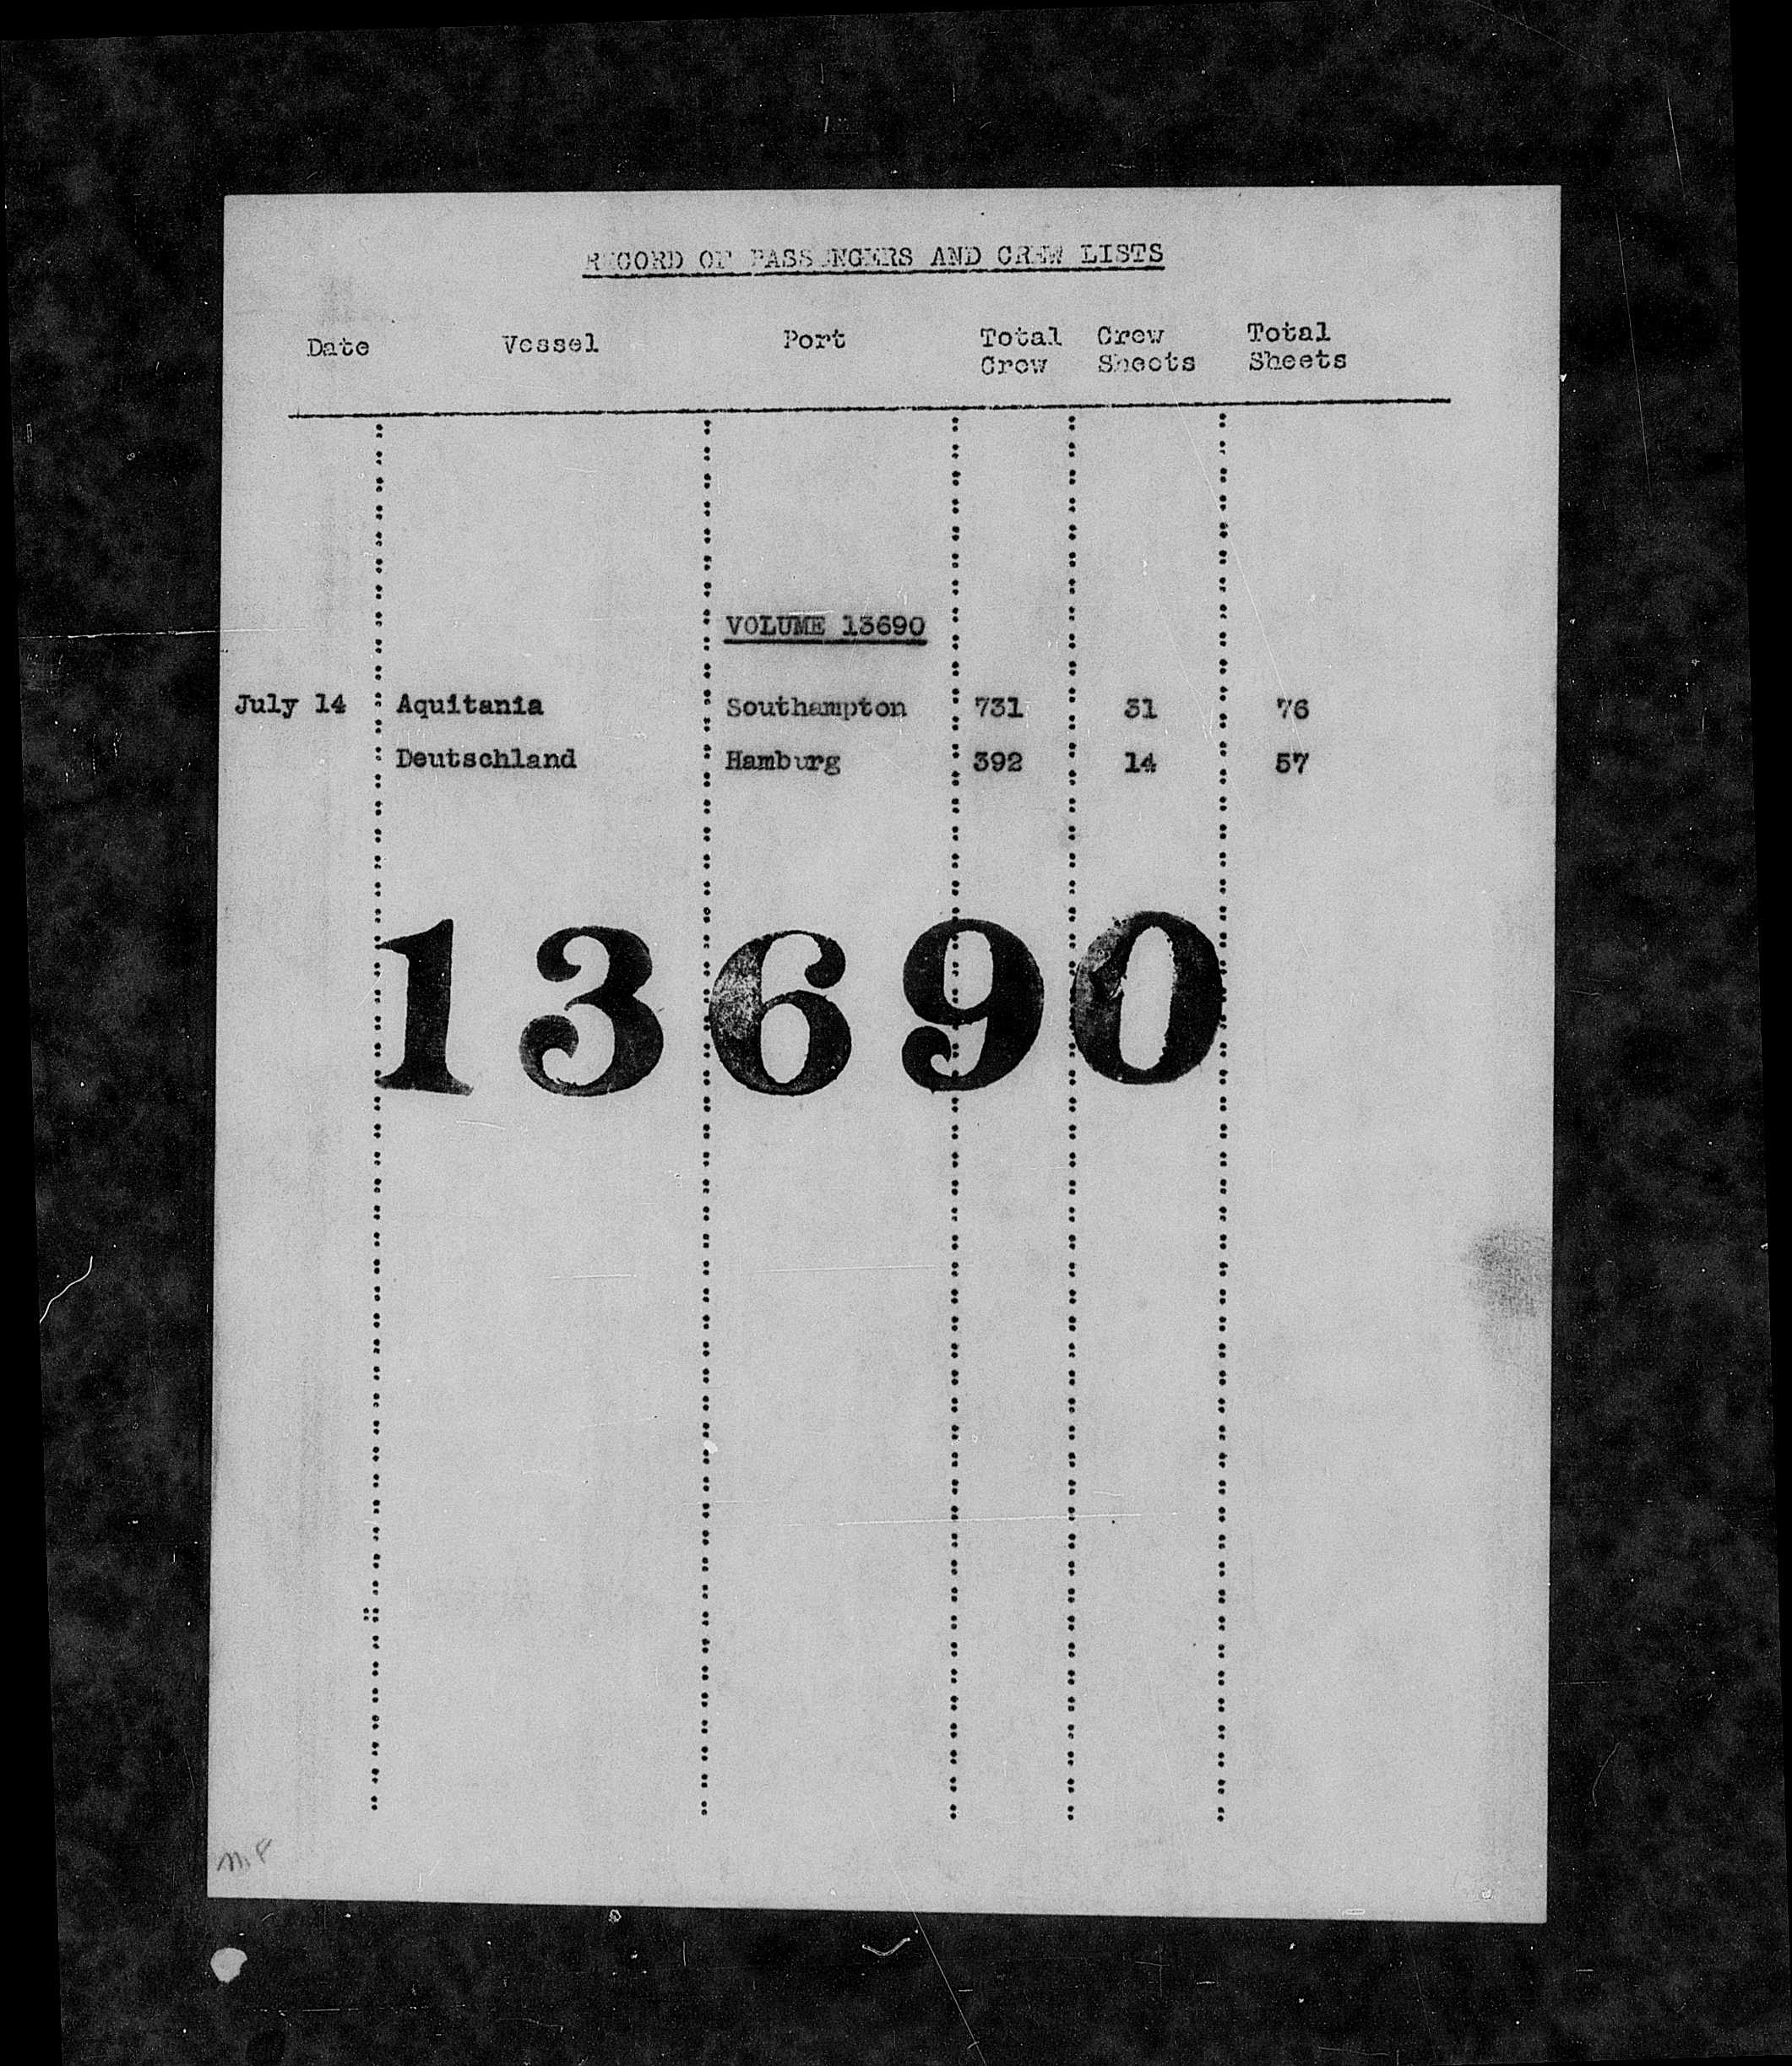 RECORD OF PASSENGERS AND CREW LISTS
Date Vessel Port Total Crew Sheets Total
Crew Sheets Sheets
VOLUME 13690
July 14 Aquitania Southampton 731 31 76
Deutschland Hamburg 392 14 57
13690